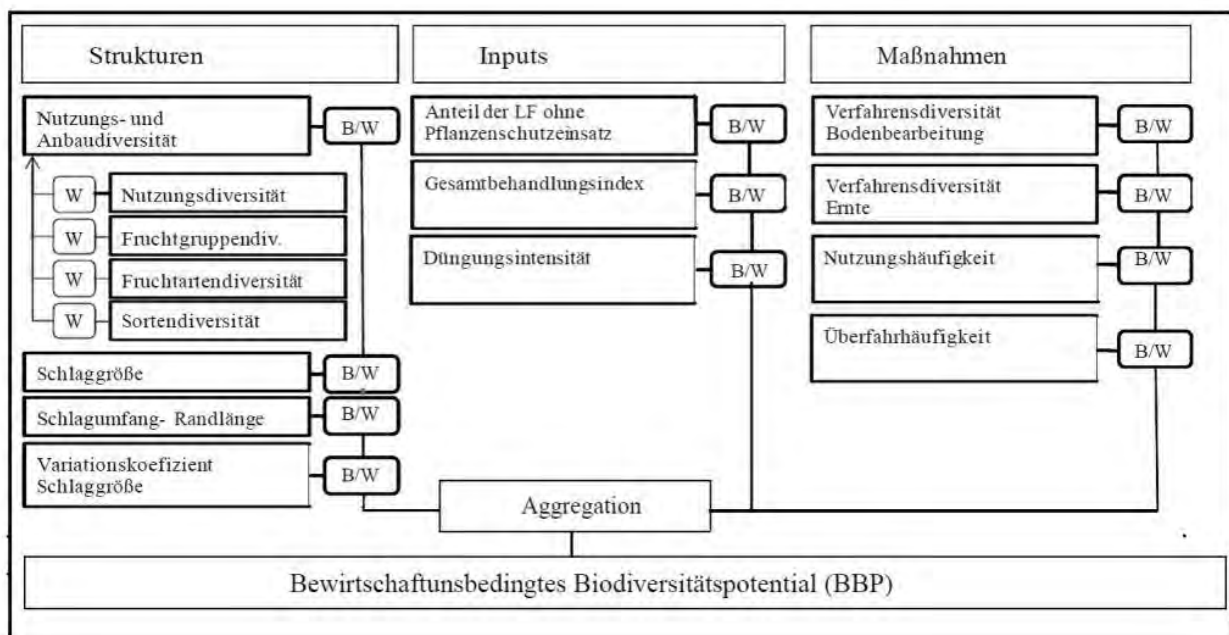 Strukturen
Nutzungs- und
Anbaudiversität
B/W
W
Nutzungsdiversität
W
Fruchtgruppendiv.
W
Fruchtartendiversität
W
Sortendiversität
Schlaggröße
B/W
Schlagumfang- Randlänge
B/W
Variationskoefizient
Schlaggröße
B/W
Inputs
Anteil der LF ohne
Pflanzenschutzeinsatz
B/W
Gesamtbehandlungsindex
B/W
Düngungsintensität
B/W
Maßnahmen
Verfahrensdiversität
Bodenbearbeitung
B/W
Verfahrensdiversität
Ernte
B/W
Nutzungshäufigkeit
B/W
Überfahrhäufigkeit
B/W
Aggregation
Bewirtschaftunsbedingtes Biodiversitätspotential (BBP)